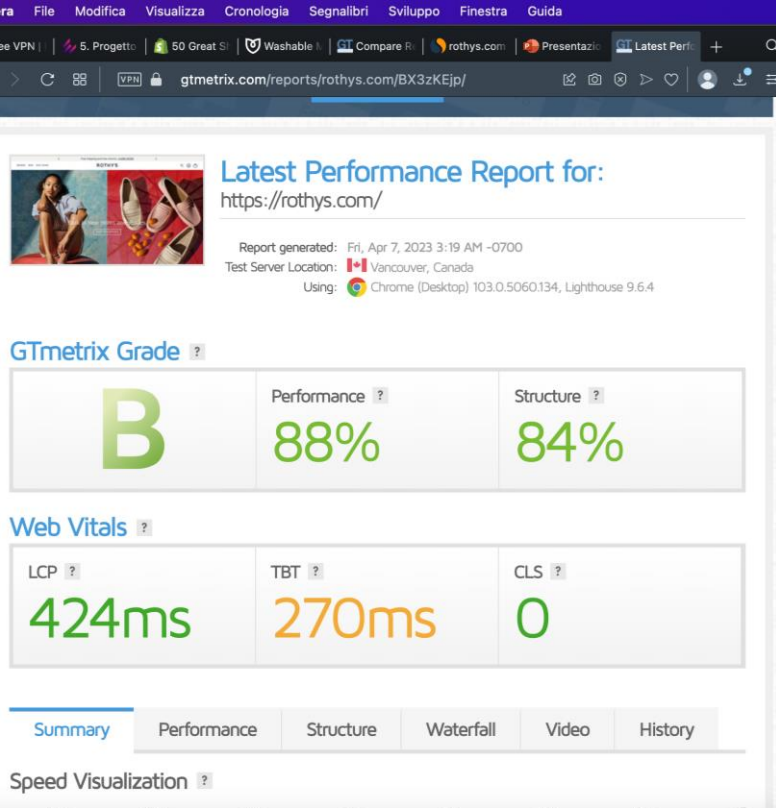 era File Modifica Visualizza Cronologia Segnalibri Sviluppo Finestra Guida
ee VPN | 5. Progetto 50 Great S Washable Compare R rothys.com Presentazio Latest Perfo
VPN gtmetrix.com/reports/rothys.com/BX3zKEjp/
ROTHYS
Latest Performance Report for:
https://rothys.com/
Report generated: Fri, Apr 7, 2023 3:19 AM -0700
Test Server Location: Vancouver, Canada
Using: Chrome (Desktop) 103.0.5060.134, Lighthouse 9.6.4
GTmetrix Grade ?
B
Performance ?
88%
Structure ?
84%
Web Vitals ?
LCP ?
424ms
TBT ?
270ms
CLS ?
0
Summary Performance Structure Waterfall Video History
Speed Visualization ?